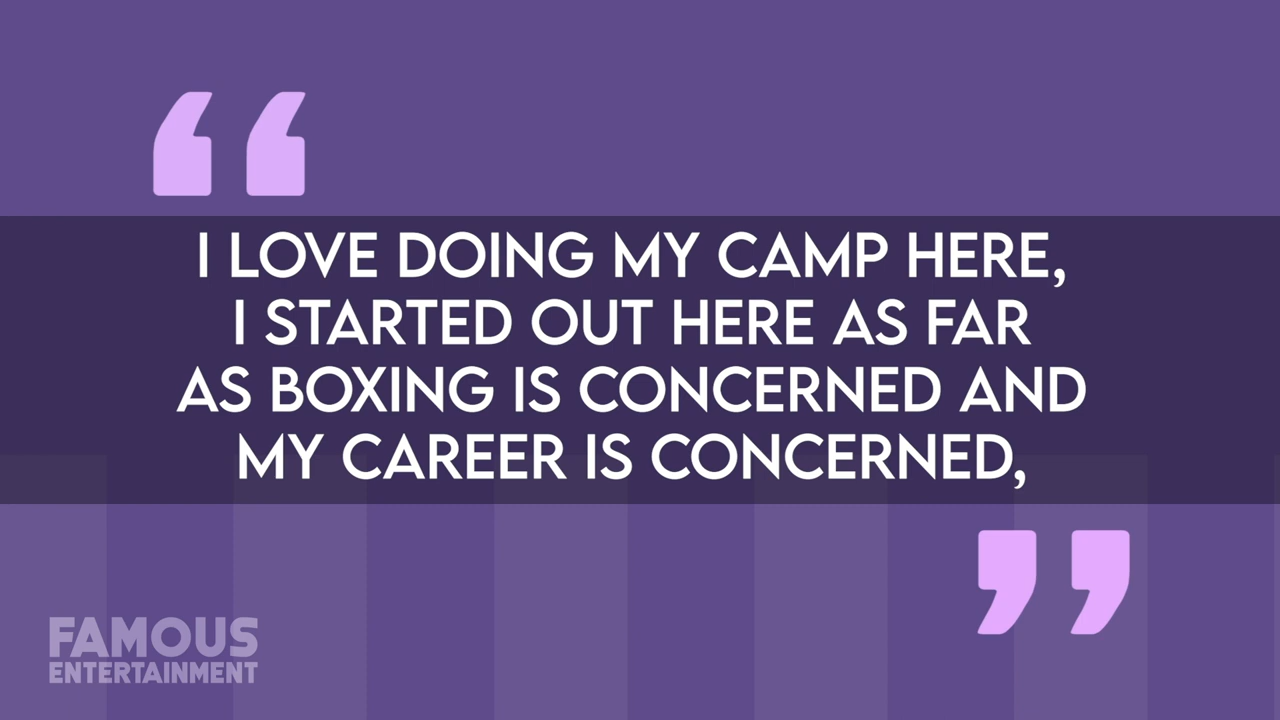 I LOVE DOING MY CAMP HERE,
I STARTED OUT HERE AS FAR
AS BOXING IS CONCERNED AND
MY CAREER IS CONCERNED,
FAMOUS
ENTERTAINMENT